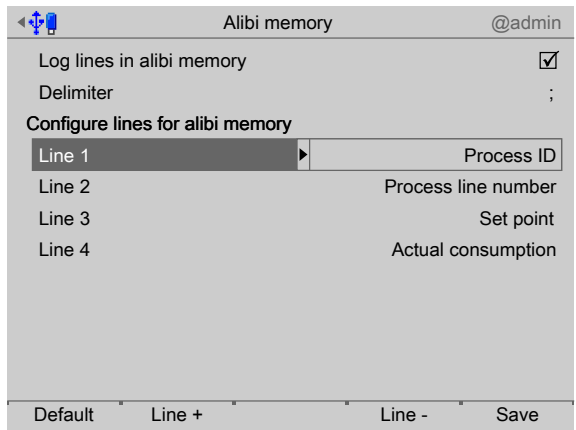 Alibi memory @admin
Log lines in alibi memory
Delimiter ;
Configure lines for alibi memory
Line 1 Process ID
Line 2 Process line number
Line 3 Set point
Line 4 Actual consumption
Default Line + Line - Save